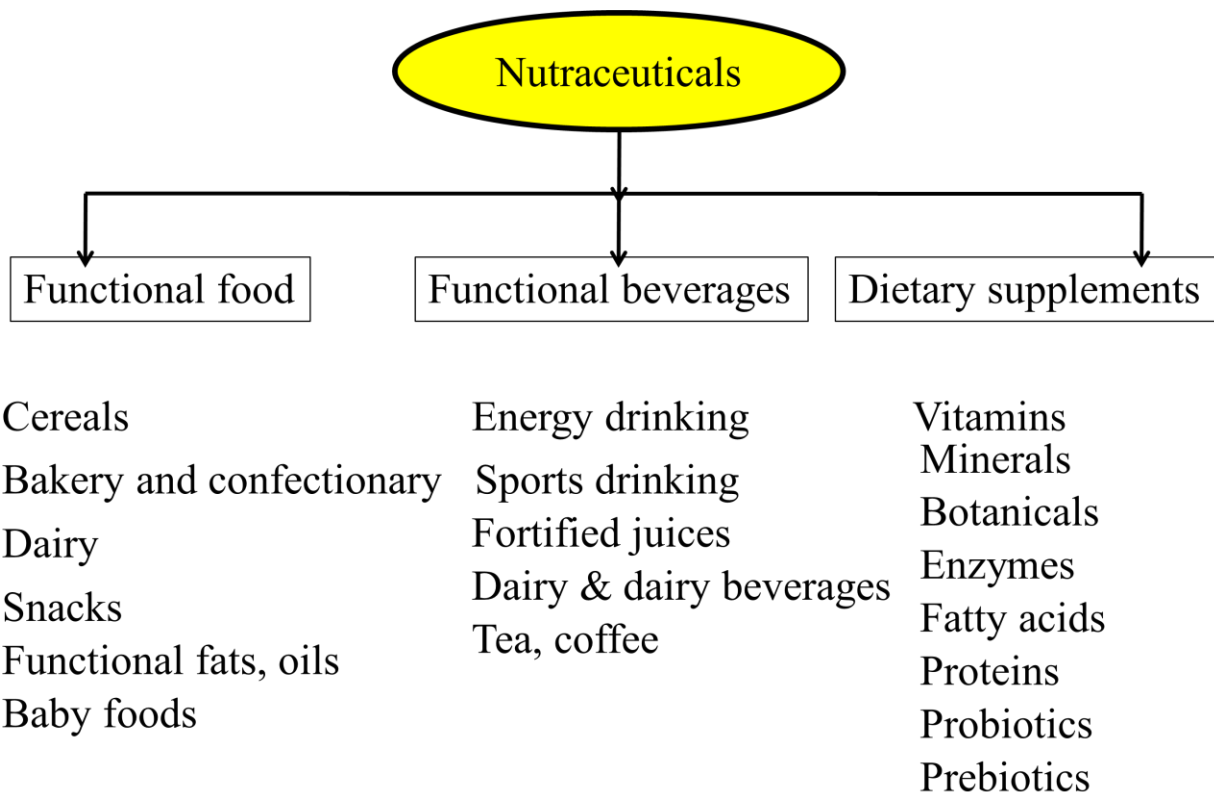 Nutraceuticals
Functional food
Functional beverages
Dietary supplements
Cereals
Bakery and confectionary
Dairy
Snacks
Functional fats, oils
Baby foods
Energy drinking
Sports drinking
Fortified juices
Dairy & dairy beverages
Tea, coffee
Vitamins
Minerals
Botanicals
Enzymes
Fatty acids
Proteins
Probiotics
Prebiotics